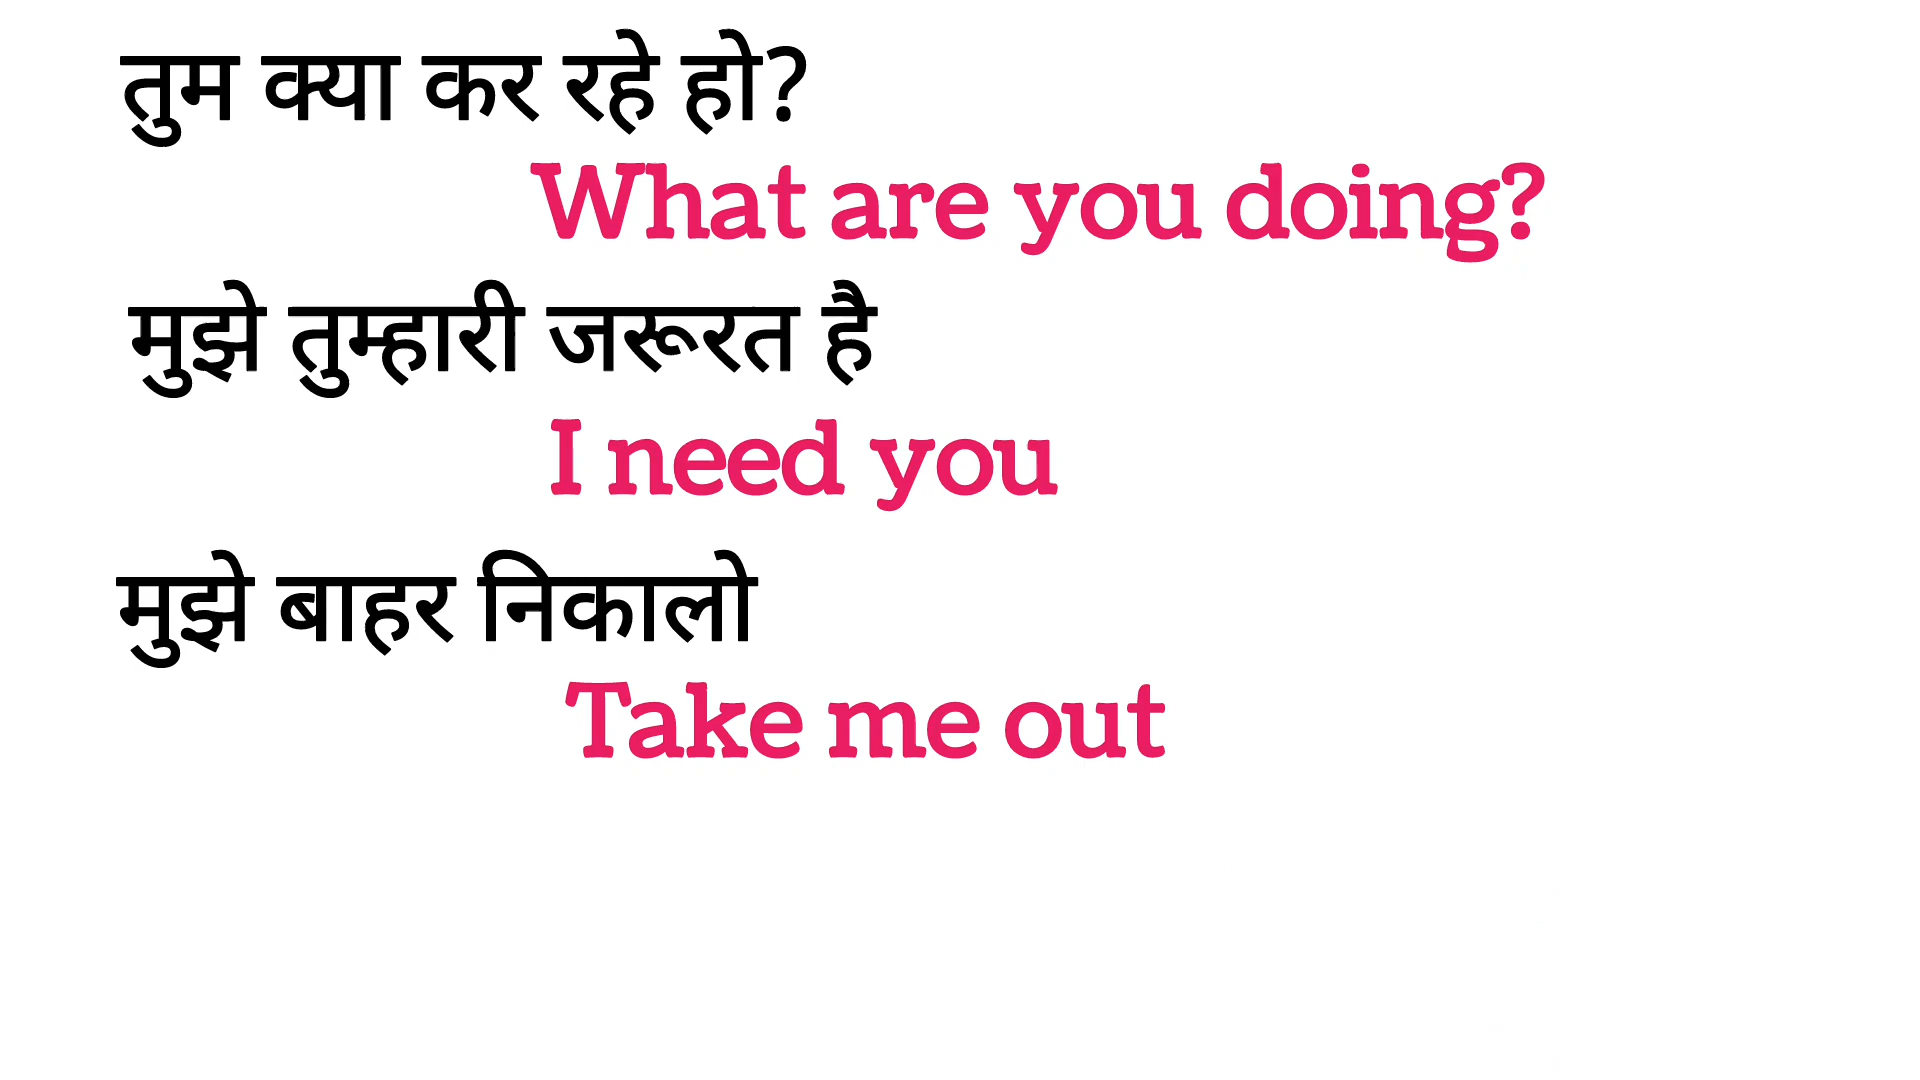 तुम क्या कर रहे हो?
What are you doing?
मुझे तुम्हारी जरूरत है
I need you
मुझे बाहर निकालो
Take me out